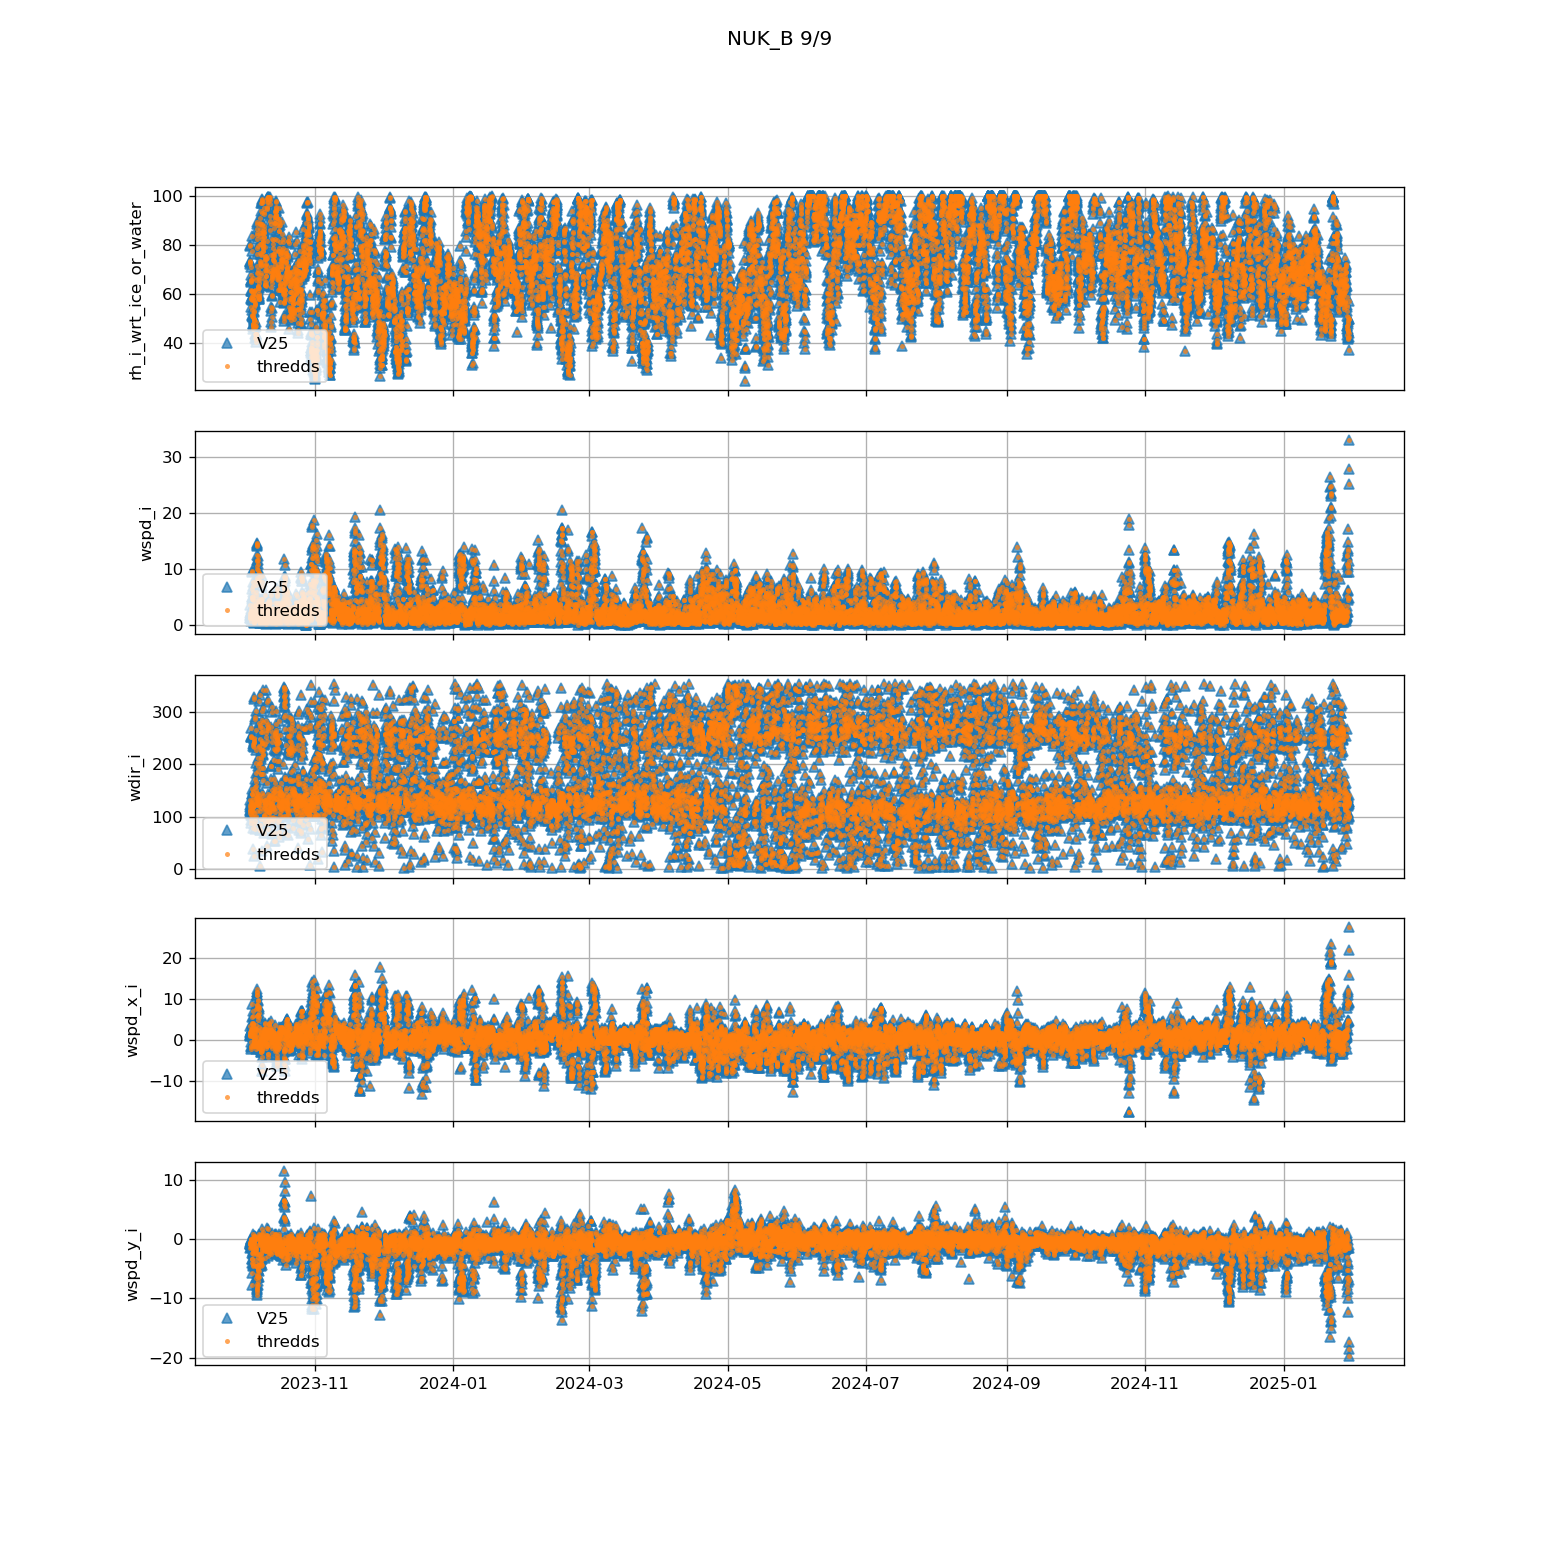 NUK_B 9/9
rh_i_wrt_ice_or_water
100
80
60
40
V25
thredds
wspd_i
30
20
10
0
V25
thredds
wdir_i
300
200
100
0
V25
thredds
wspd_x_i
20
10
0
−10
V25
thredds
wspd_y_i
10
0
−10
−20
V25
thredds
2023-11 2024-01 2024-03 2024-05 2024-07 2024-09 2024-11 2025-01